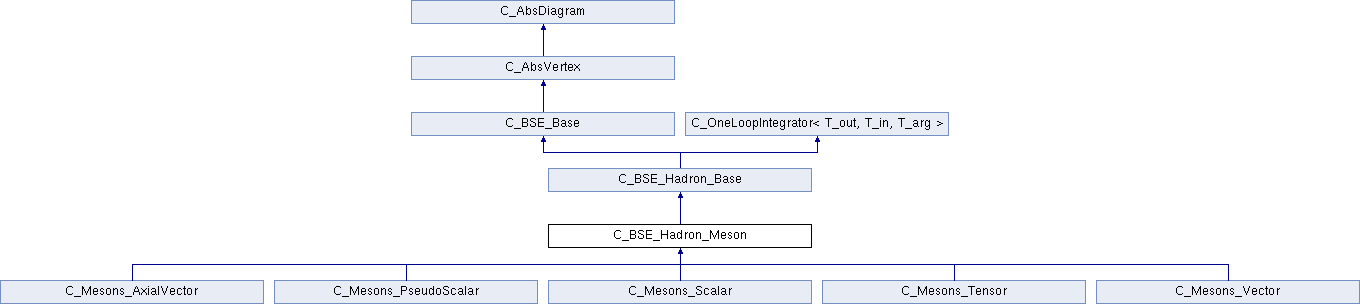 C_AbsDiagram
C_AbsVertex
C_BSE_Base
C_OneLoopIntegrator< T_out, T_in, T_arg >
C_BSE_Hadron_Base
C_BSE_Hadron_Meson
C_Mesons_AxialVector
C_Mesons_PseudoScalar
C_Mesons_Scalar
C_Mesons_Tensor
C_Mesons_Vector